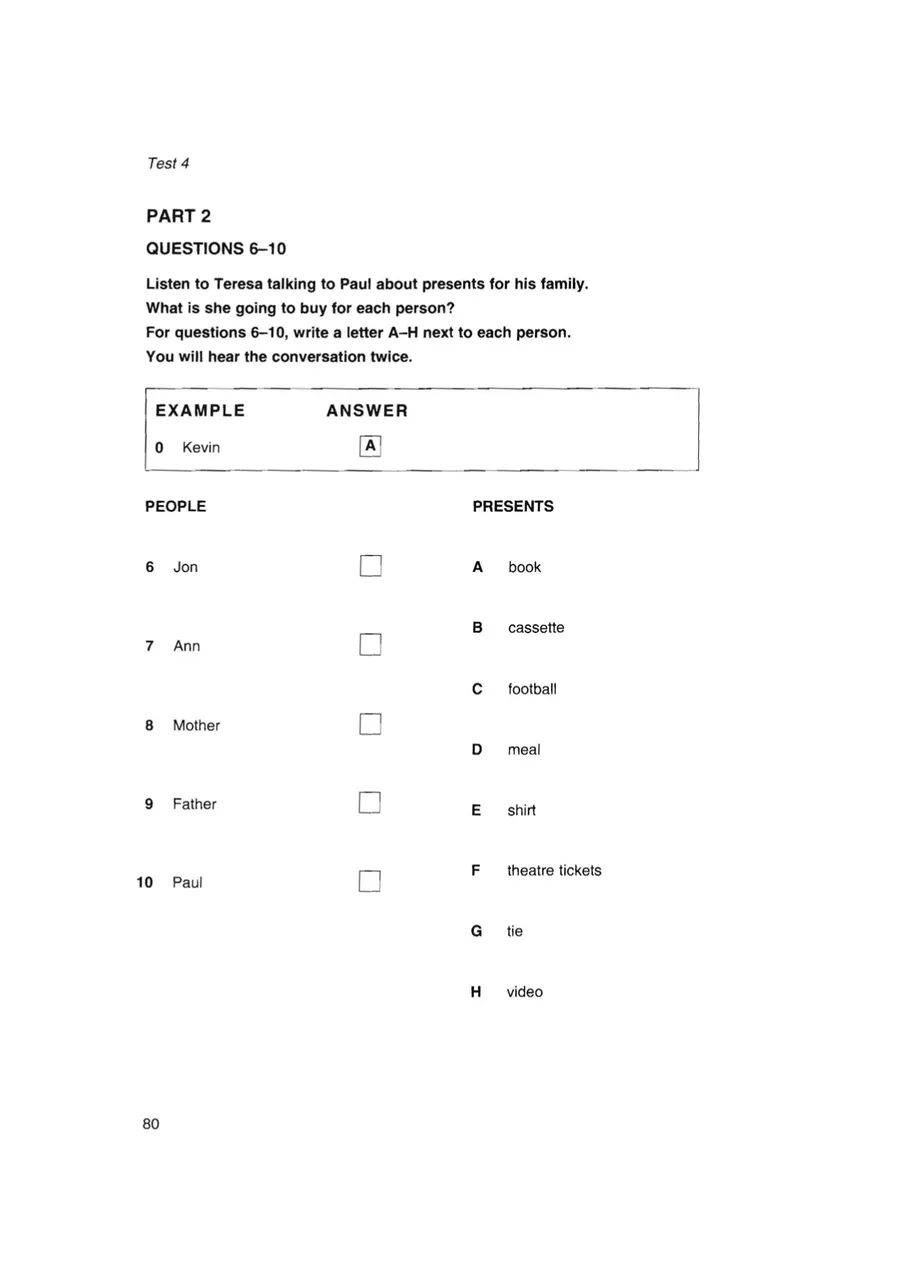 Test 4
PART 2
QUESTIONS 6–10
Listen to Teresa talking to Paul about presents for his family.
What is she going to buy for each person?
For questions 6–10, write a letter A–H next to each person.
You will hear the conversation twice.
EXAMPLE ANSWER
0 Kevin A
PEOPLE PRESENTS
6 Jon A book
B cassette
7 Ann
C football
8 Mother
D meal
9 Father E shirt
F theatre tickets
10 Paul
G tie
H video
80